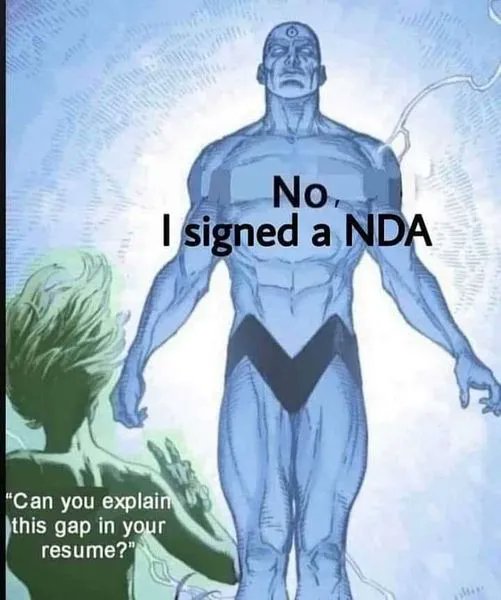 No,
I signed a NDA
“Can you explain
this gap in your
resume?”